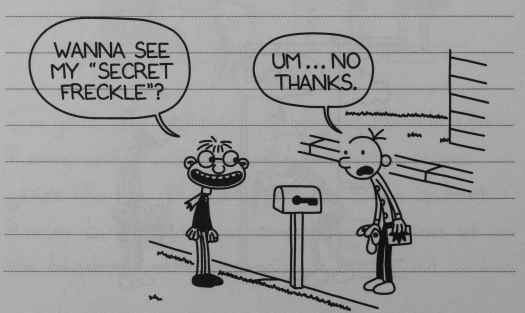 WANNA SEE
MY "SECRET
FRECKLE"?
UM... NO
THANKS.